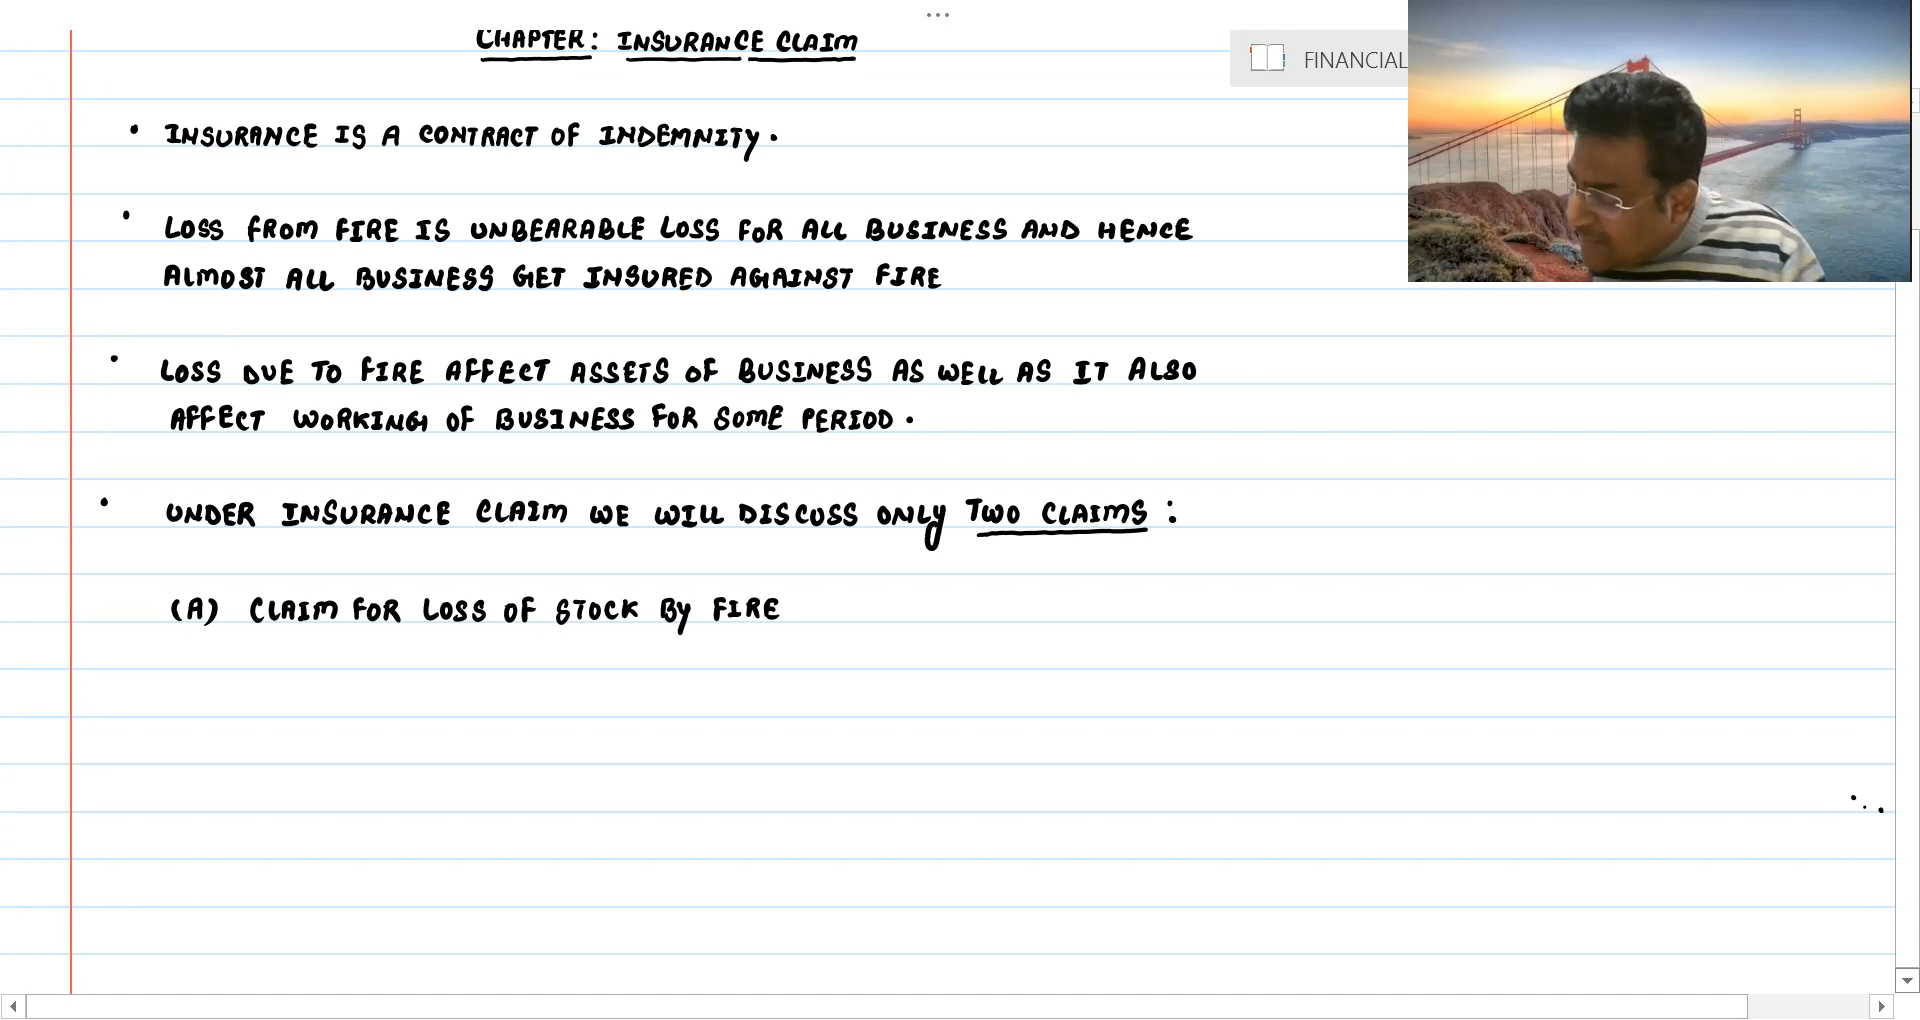 CHAPTER: INSURANCE CLAIM
FINANCIAL
• INSURANCE IS A CONTRACT OF INDEMNITY.
• LOSS FROM FIRE IS UNBEARABLE LOSS FOR ALL BUSINESS AND HENCE
ALMOST ALL BUSINESS GET INSURED AGAINST FIRE
• LOSS DUE TO FIRE AFFECT ASSETS OF BUSINESS AS WELL AS IT ALSO
AFFECT WORKING OF BUSINESS FOR SOME PERIOD.
• UNDER INSURANCE CLAIM WE WILL DISCUSS ONLY TWO CLAIMS:
(A) CLAIM FOR LOSS OF STOCK BY FIRE